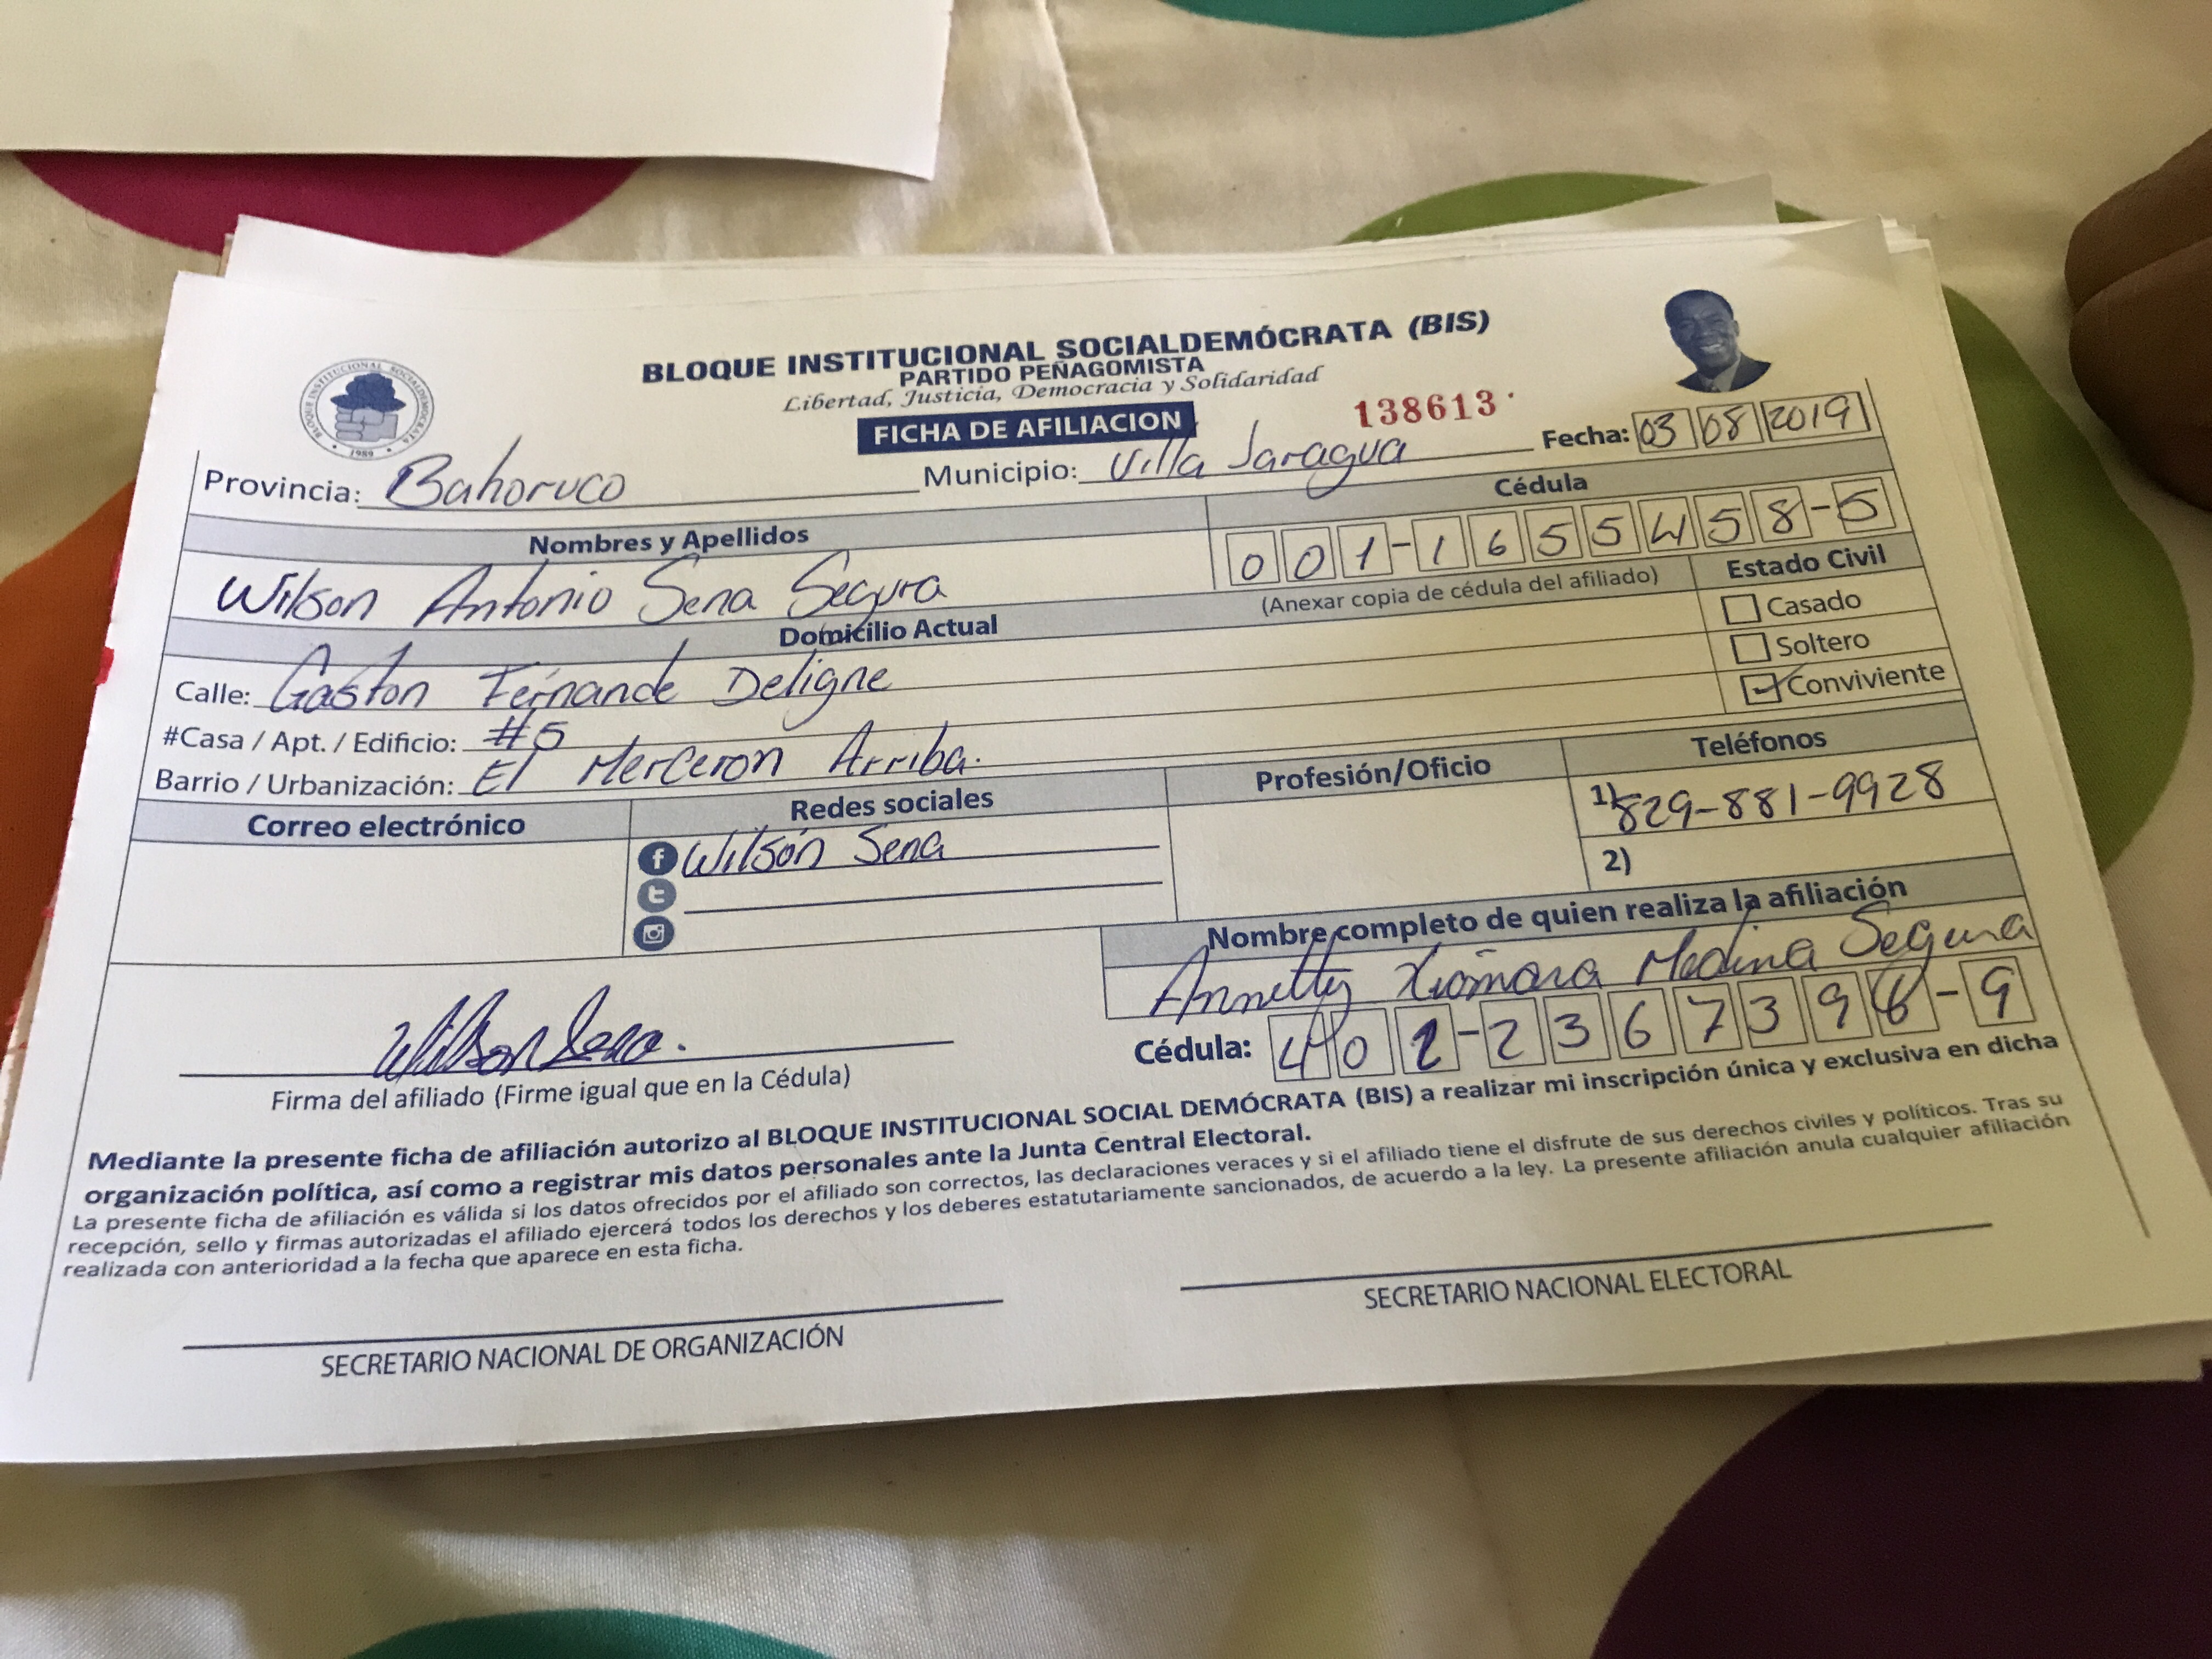 BLOQUE INSTITUCIONAL SOCIALDEMÓCRATA (BIS)
PARTIDO PEÑAGOMISTA
Libertad, Justicia, Democracia y Solidaridad
BLOQUE INSTITUCIONAL SOCIALDEMOCRATA
1989
FICHA DE AFILIACION
138613
Fecha: 03 08 2019
Provincia: Bahoruco Municipio: Villa Jaragua
Nombres y Apellidos Cédula
Wilson Antonio Sena Segura 001-1655458-5
(Anexar copia de cédula del afiliado)
Estado Civil
Casado
Soltero
Conviviente
Domicilio Actual
Calle: Gaston Fernande Deligne
#Casa / Apt. / Edificio: #5
Barrio / Urbanización: El Merceron Arriba.
Correo electrónico Redes sociales Profesión/Oficio Teléfonos
Wilson Sena
1) 829-881-9928
2)
Nombre completo de quien realiza la afiliación
Annetty Xiomara Medina Segura
Cédula: 402-2367398-9
Wilson Sena.
Firma del afiliado (Firme igual que en la Cédula)
Mediante la presente ficha de afiliación autorizo al BLOQUE INSTITUCIONAL SOCIAL DEMÓCRATA (BIS) a realizar mi inscripción única y exclusiva en dicha
organización política, así como a registrar mis datos personales ante la Junta Central Electoral.
La presente ficha de afiliación es válida si los datos ofrecidos por el afiliado son correctos, las declaraciones veraces y si el afiliado tiene el disfrute de sus derechos civiles y políticos. Tras su
recepción, sello y firmas autorizadas el afiliado ejercerá todos los derechos y los deberes estatutariamente sancionados, de acuerdo a la ley. La presente afiliación anula cualquier afiliación
realizada con anterioridad a la fecha que aparece en esta ficha.
SECRETARIO NACIONAL DE ORGANIZACIÓN
SECRETARIO NACIONAL ELECTORAL